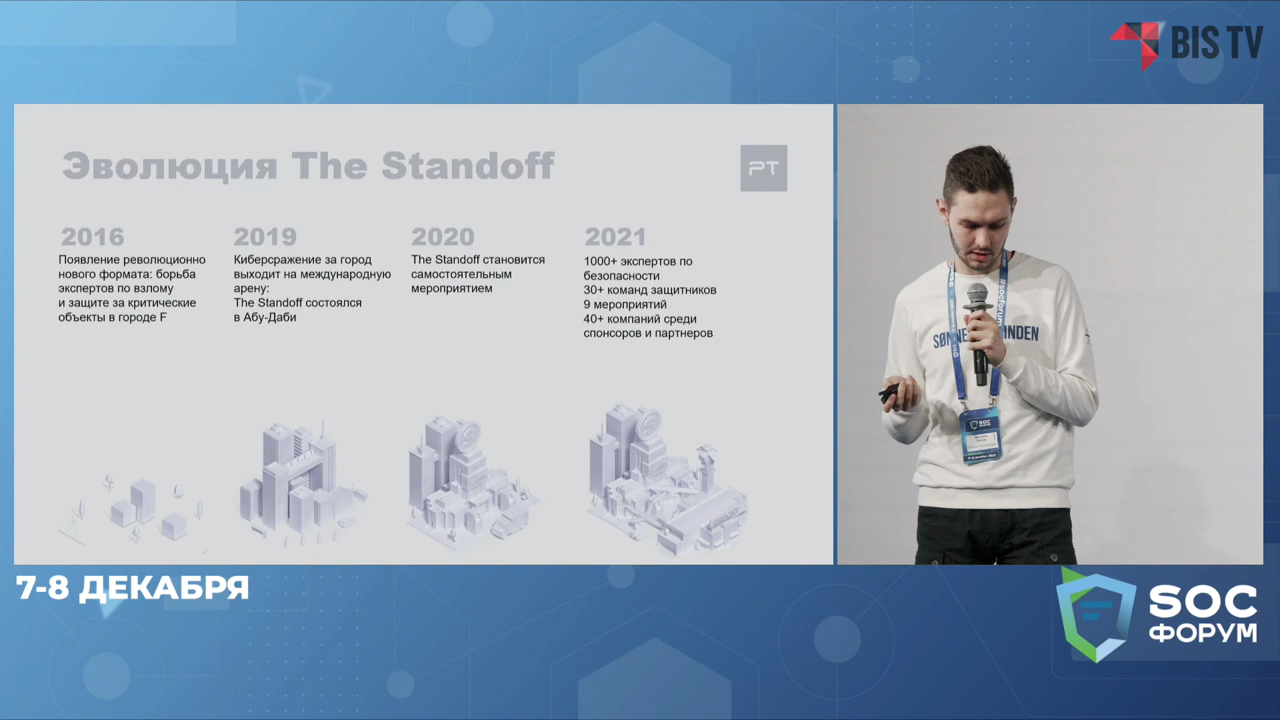 BIS TV
Эволюция The Standoff
PT
2016
Появление революционно
нового формата: борьба
экспертов по взлому
и защите за критические
объекты в городе F
2019
Киберсражение за город
выходит на международную
арену:
The Standoff состоялся
в Абу-Даби
2020
The Standoff становится
самостоятельным
мероприятием
2021
1000+ экспертов по
безопасности
30+ команд защитников
9 мероприятий
40+ компаний среди
спонсоров и партнеров
SOC
7-8 ДЕКАБРЯ
SOC
ФОРУМ